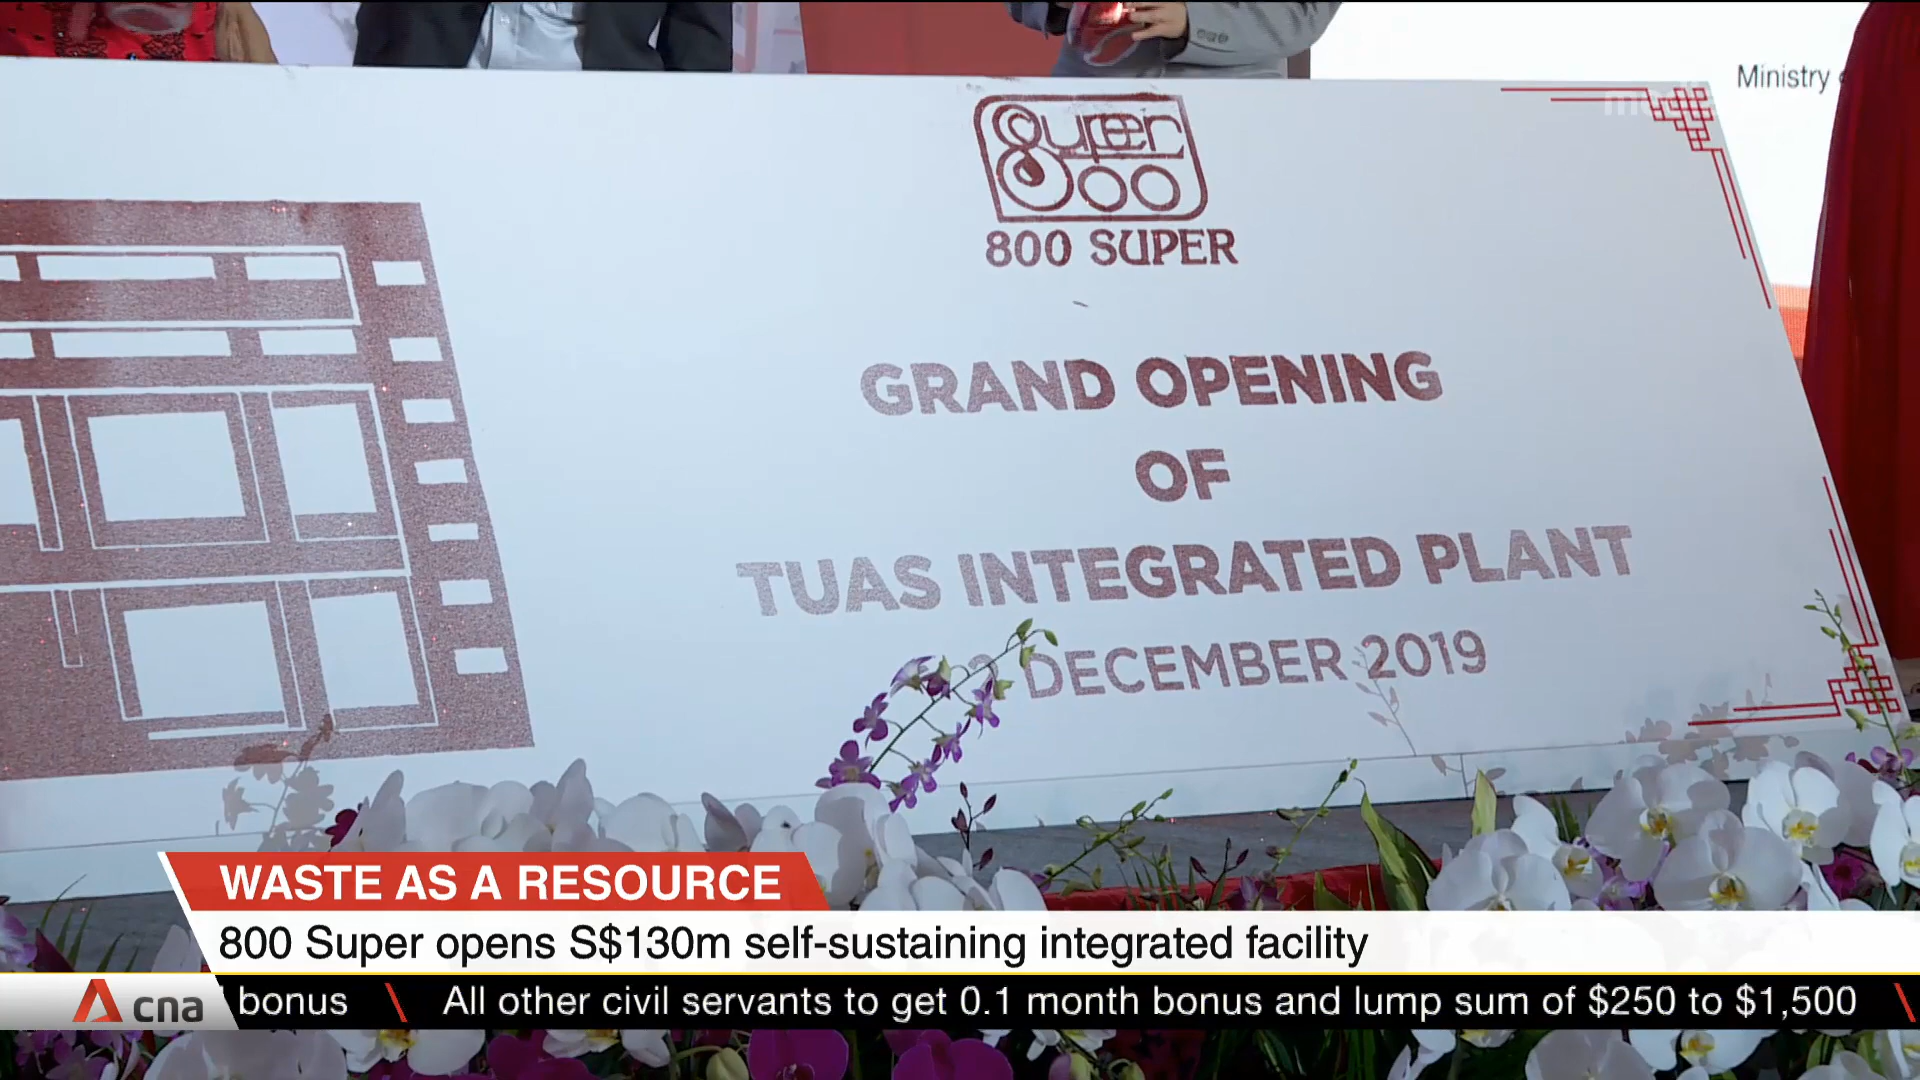 Ministry
Super
800
800 SUPER
GRAND OPENING
OF
TUAS INTEGRATED PLANT
DECEMBER 2019
WASTE AS A RESOURCE
800 Super opens S$130m self-sustaining integrated facility
cna
bonus \ All other civil servants to get 0.1 month bonus and lump sum of $250 to $1,500 \